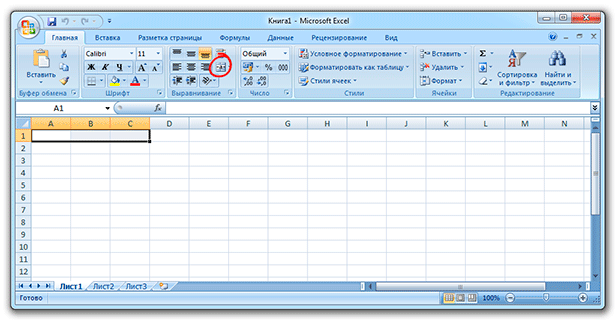 Книга1 - Microsoft Excel
Главная Вставка Разметка страницы Формулы Данные Рецензирование Вид
Вставить
Буфер обмена
Calibri 11
Ж К Ч
Шрифт
Выравнивание
Общий
% 000
Число
Условное форматирование
Форматировать как таблицу
Стили ячеек
Стили
Вставить
Удалить
Формат
Ячейки
Σ
Сортировка и фильтр
Найти и выделить
Редактирование
A1 fx
A B C D E F G H I J K L M N
1
2
3
4
5
6
7
8
9
10
11
12
Лист1 Лист2 Лист3
Готово 100%